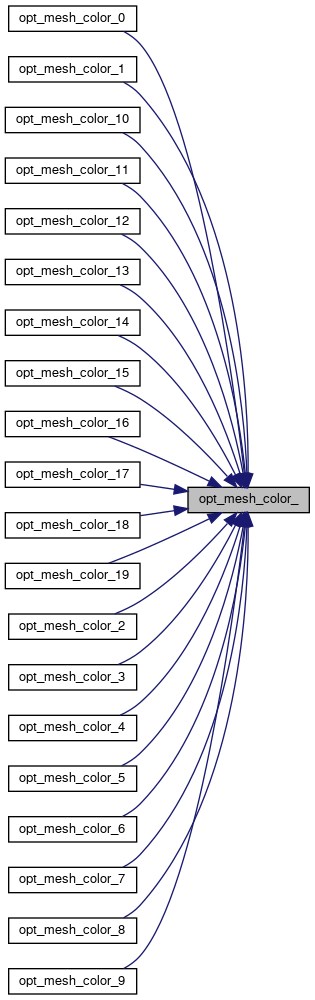 opt_mesh_color_0
opt_mesh_color_1
opt_mesh_color_10
opt_mesh_color_11
opt_mesh_color_12
opt_mesh_color_13
opt_mesh_color_14
opt_mesh_color_15
opt_mesh_color_16
opt_mesh_color_17
opt_mesh_color_
opt_mesh_color_18
opt_mesh_color_19
opt_mesh_color_2
opt_mesh_color_3
opt_mesh_color_4
opt_mesh_color_5
opt_mesh_color_6
opt_mesh_color_7
opt_mesh_color_8
opt_mesh_color_9